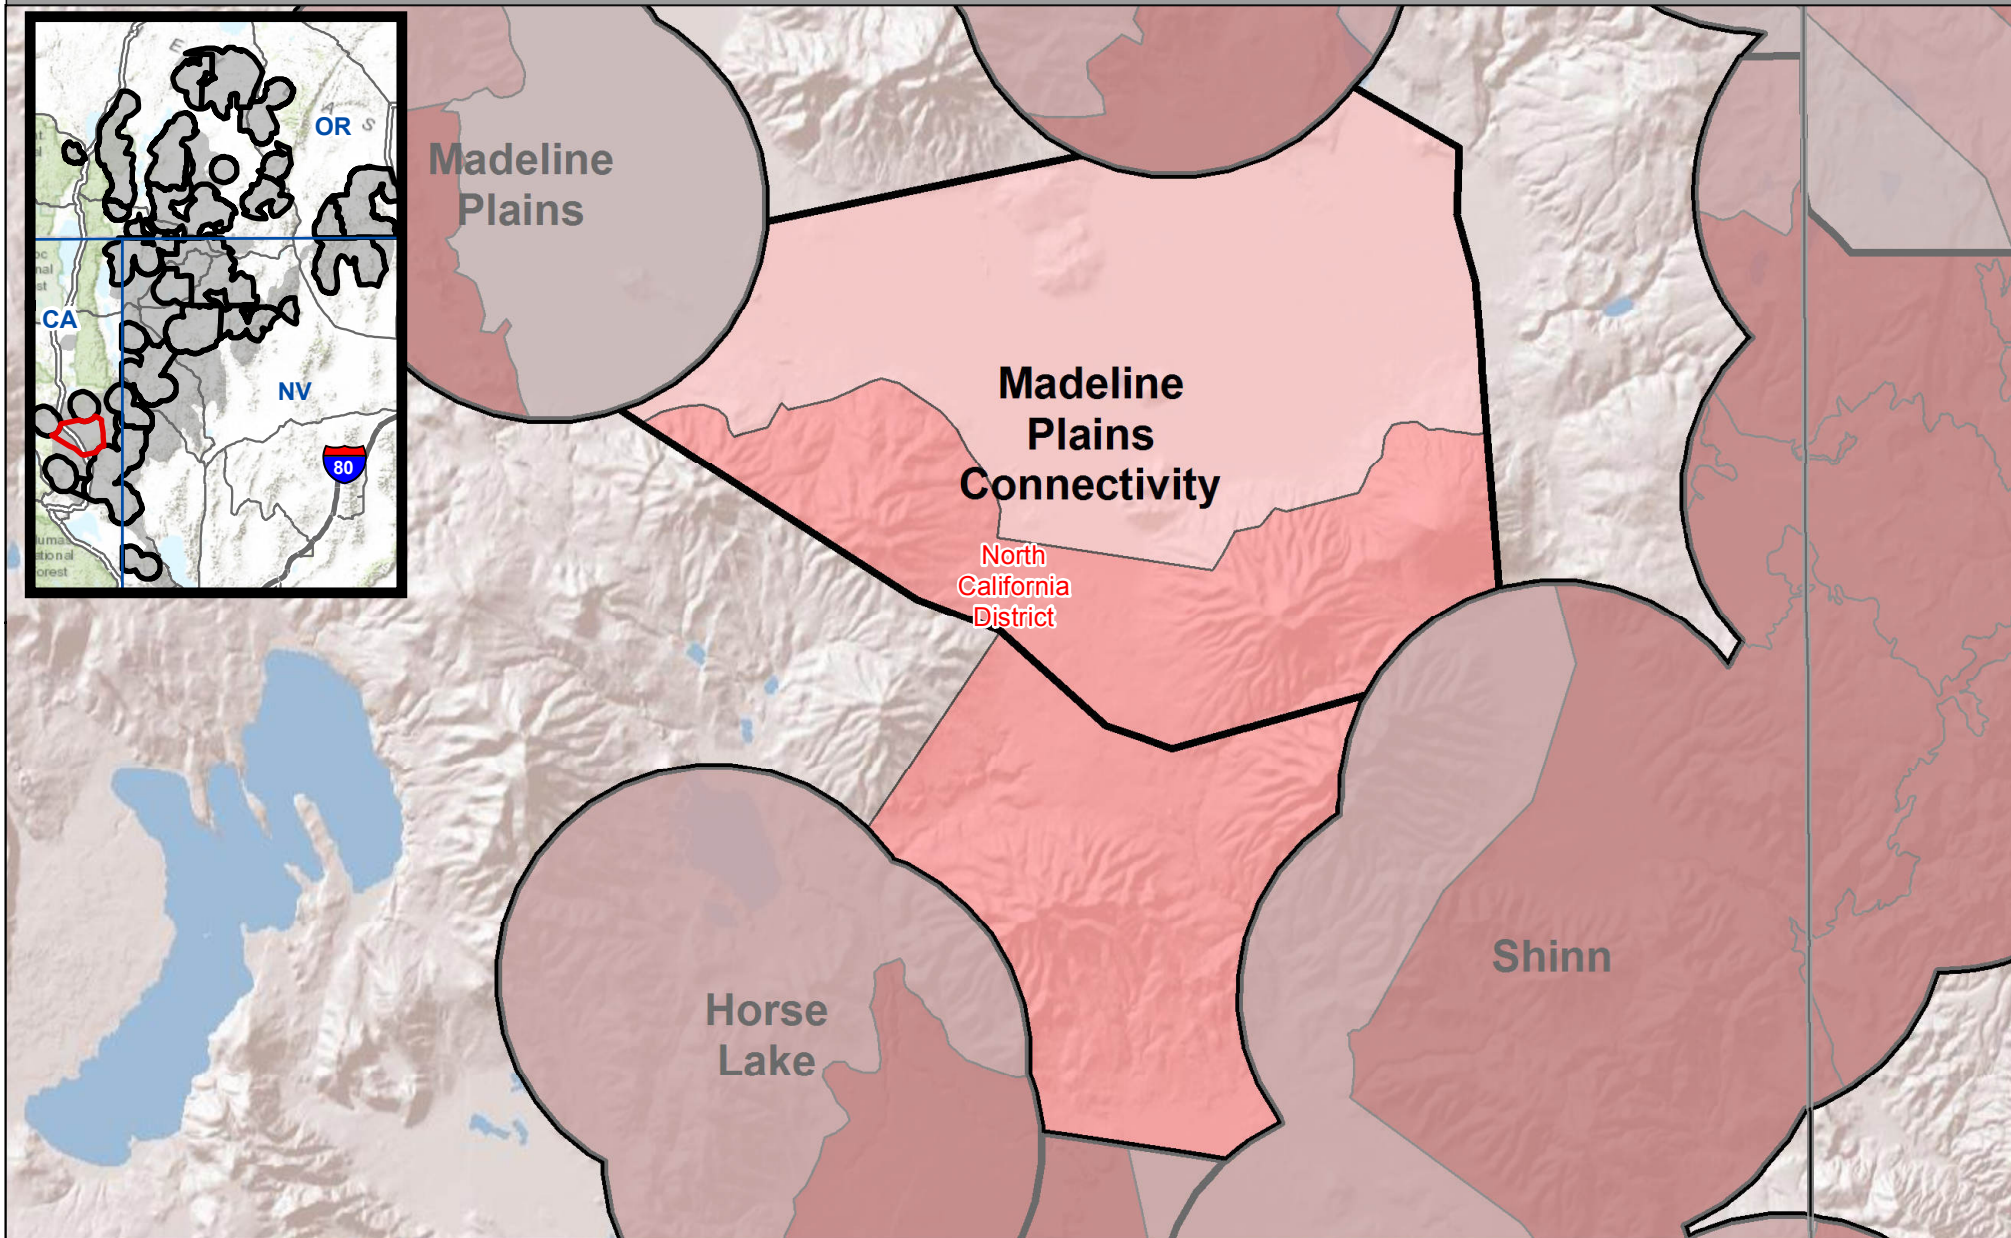 E
A
S
OR
CA
NV
80
Madeline
Plains
Madeline
Plains
Connectivity
North
California
District
Horse
Lake
Shinn